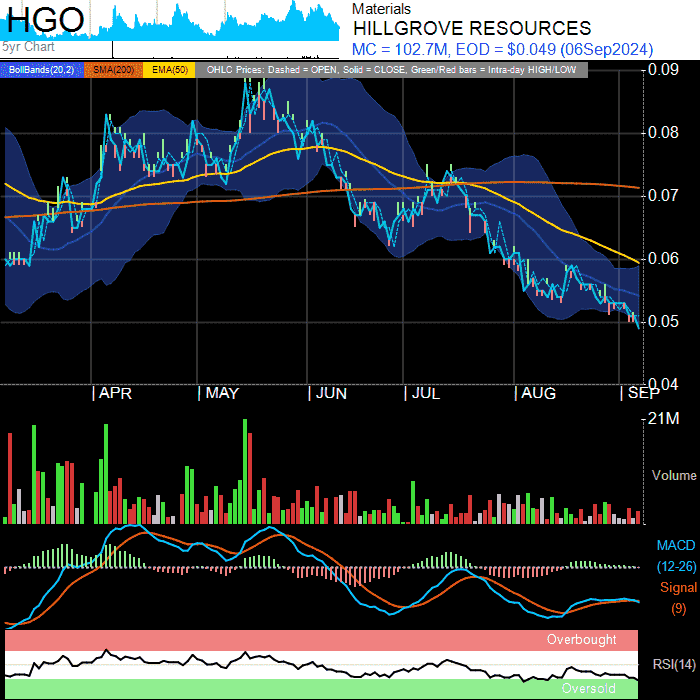 HGO
5yr Chart
Materials
HILLGROVE RESOURCES
MC = 102.7M, EOD = $0.049 (06Sep2024)
BollBands(20,2) SMA(200) EMA(50) OHLC Prices: Dashed = OPEN, Solid = CLOSE, Green/Red bars = Intra-day HIGH/LOW
0.09
0.08
0.07
0.06
0.05
0.04
| APR | MAY | JUN | JUL | AUG | SEP
21M
Volume
MACD
(12-26)
Signal
(9)
Overbought
RSI(14)
Oversold